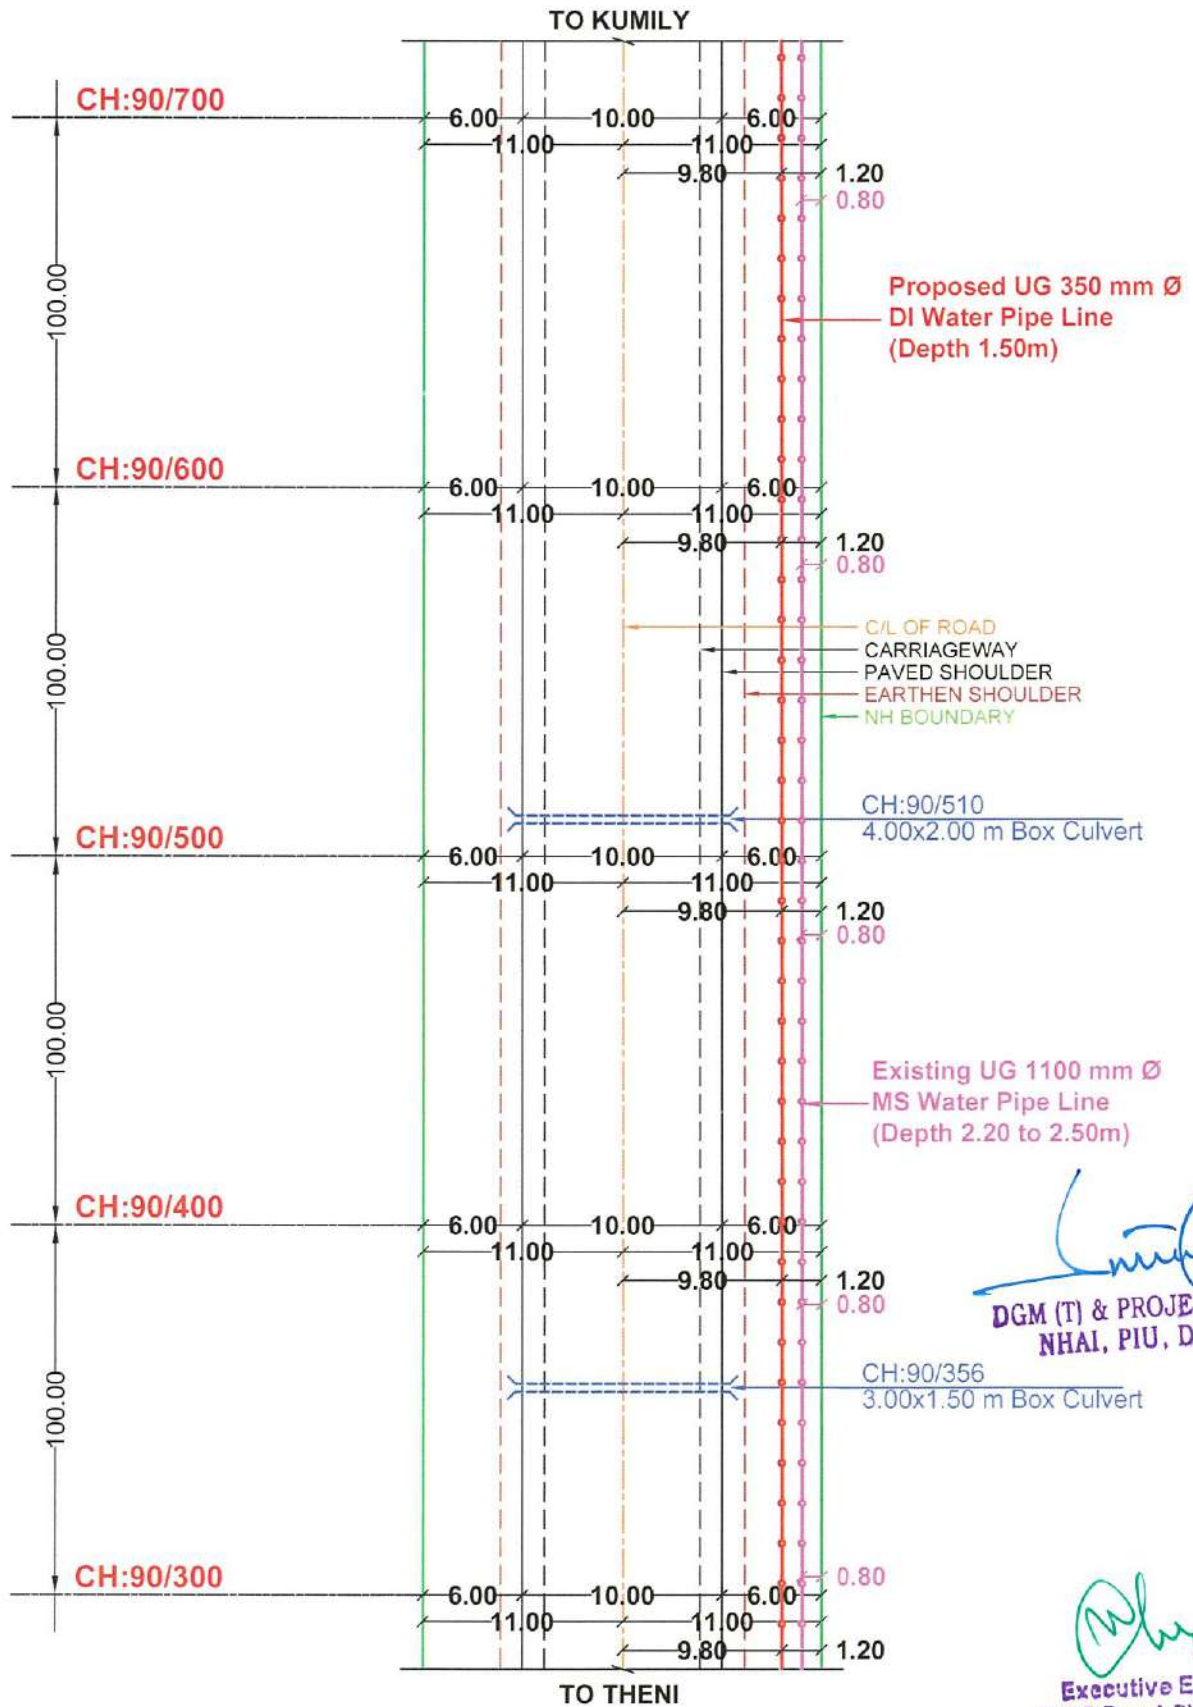 TO KUMILY
CH:90/700
6.00 10.00 6.00
11.00 11.00
9.80 1.20
0.80
100.00
Proposed UG 350 mm Ø
DI Water Pipe Line
(Depth 1.50m)
CH:90/600
6.00 10.00 6.00
11.00 11.00
9.80 1.20
0.80
100.00
C/L OF ROAD
CARRIAGEWAY
PAVED SHOULDER
EARTHEN SHOULDER
NH BOUNDARY
CH:90/510
4.00x2.00 m Box Culvert
CH:90/500
6.00 10.00 6.00
11.00 11.00
9.80 1.20
0.80
100.00
Existing UG 1100 mm Ø
MS Water Pipe Line
(Depth 2.20 to 2.50m)
CH:90/400
6.00 10.00 6.00
11.00 11.00
9.80 1.20
0.80
DGM (T) & PROJE
NHAI, PIU, D
CH:90/356
3.00x1.50 m Box Culvert
100.00
0.80
CH:90/300
6.00 10.00 6.00
11.00 11.00
9.80 1.20
Executive E
TO THENI